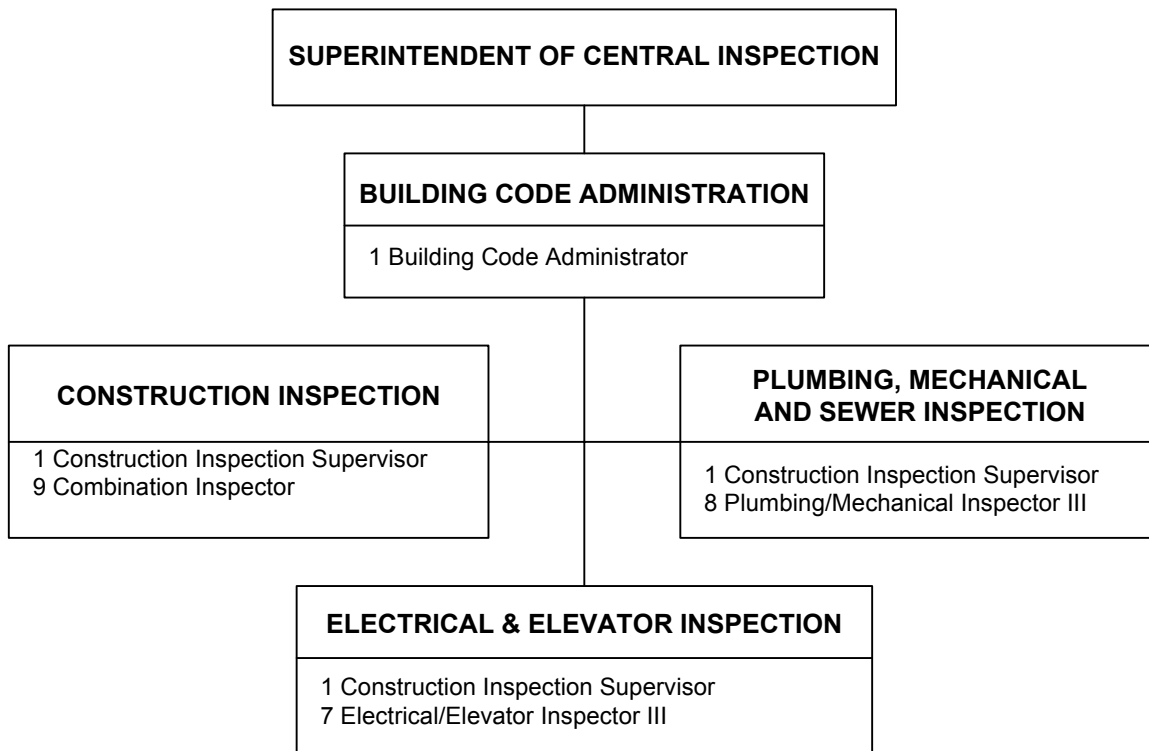 SUPERINTENDENT OF CENTRAL INSPECTION
BUILDING CODE ADMINISTRATION
1 Building Code Administrator
CONSTRUCTION INSPECTION
1 Construction Inspection Supervisor
9 Combination Inspector
PLUMBING, MECHANICAL
AND SEWER INSPECTION
1 Construction Inspection Supervisor
8 Plumbing/Mechanical Inspector III
ELECTRICAL & ELEVATOR INSPECTION
1 Construction Inspection Supervisor
7 Electrical/Elevator Inspector III